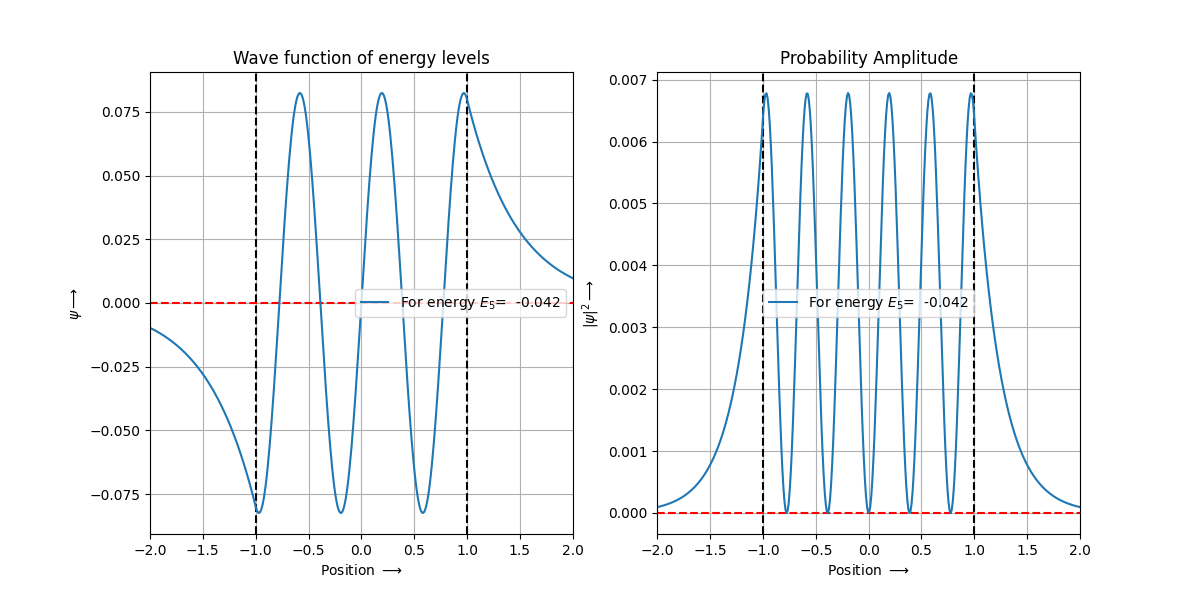 Wave function of energy levels
ψ⟶
0.075
0.050
0.025
0.000
−0.025
−0.050
−0.075
For energy E₅= -0.042
−2.0 −1.5 −1.0 −0.5 0.0 0.5 1.0 1.5 2.0
Position ⟶
Probability Amplitude
|ψ|²⟶
0.007
0.006
0.005
0.004
0.003
0.002
0.001
0.000
For energy E₅= -0.042
−2.0 −1.5 −1.0 −0.5 0.0 0.5 1.0 1.5 2.0
Position ⟶